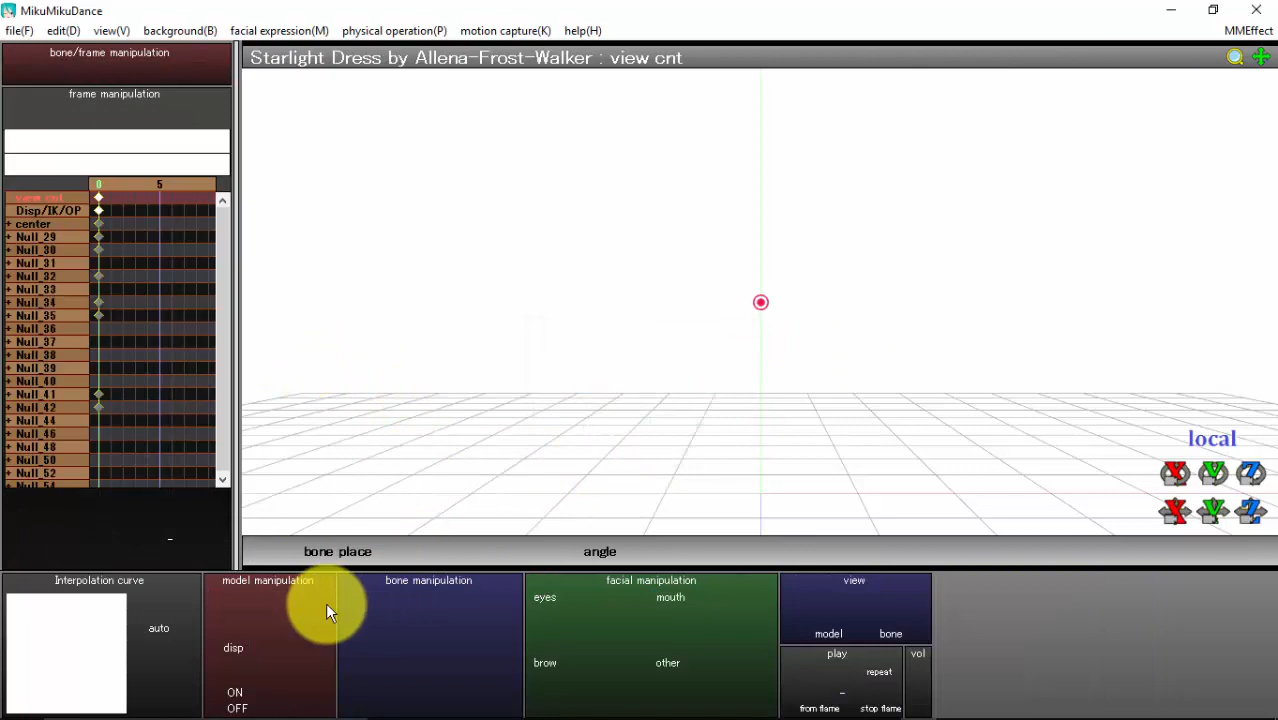 MikuMikuDance
file(F) edit(D) view(V) background(B) facial expression(M) physical operation(P) motion capture(K) help(H) MMEffect
bone/frame manipulation
Starlight Dress by Allena-Frost-Walker : view cnt
frame manipulation
0 5
view cnt
Disp/IK/OP
+ center
+ Null_29
+ Null_30
+ Null_31
+ Null_32
+ Null_33
+ Null_34
+ Null_35
+ Null_36
+ Null_37
+ Null_38
+ Null_39
+ Null_40
+ Null_41
+ Null_42
+ Null_44
+ Null_46
+ Null_48
+ Null_50
+ Null_52
+ Null_54
local
X Y Z
X Y Z
-
bone place angle
Interpolation curve
auto
model manipulation
disp
ON
OFF
bone manipulation
facial manipulation
eyes mouth
brow other
view
model bone
play
repeat
-
from flame stop flame
vol